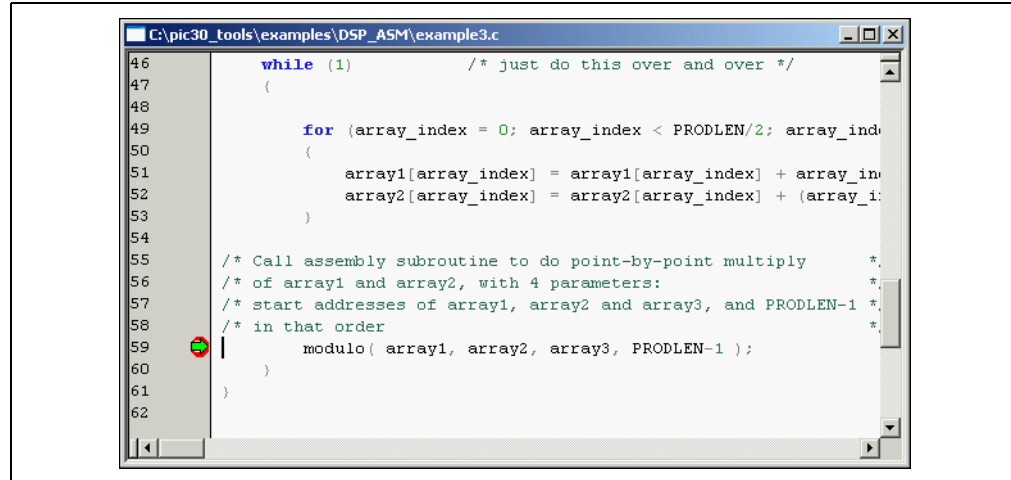 C:\pic30_tools\examples\DSP_ASM\example3.c
46 while (1) /* just do this over and over */
47 {
48
49 for (array_index = 0; array_index < PRODLEN/2; array_ind
50 {
51 array1[array_index] = array1[array_index] + array_in
52 array2[array_index] = array2[array_index] + (array_i
53 }
54
55 /* Call assembly subroutine to do point-by-point multiply *
56 /* of array1 and array2, with 4 parameters: *
57 /* start addresses of array1, array2 and array3, and PRODLEN-1 *
58 /* in that order *
59 modulo( array1, array2, array3, PRODLEN-1 );
60 }
61 }
62